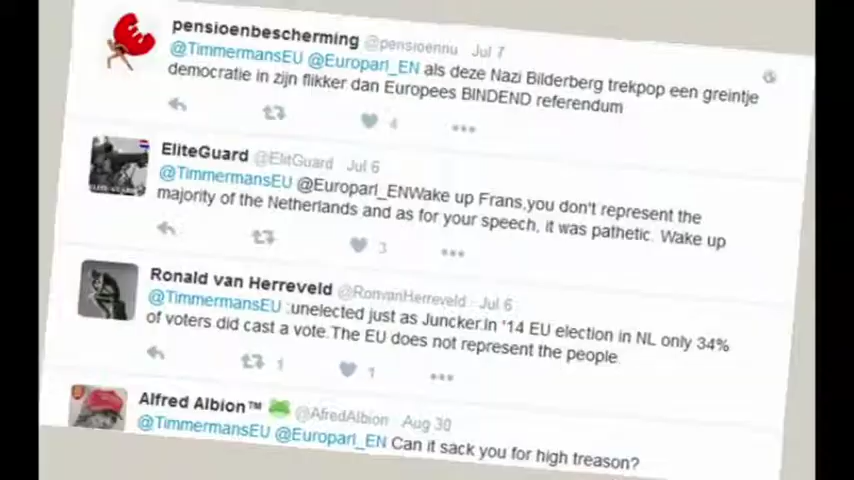 pensioenbescherming @pensioennu Jul 7
@TimmermansEU @Europarl_EN als deze Nazi Bilderberg trekpop een greintje
democratie in zijn flikker dan Europees BINDEND referendum
4
EliteGuard @ElitGuard Jul 6
@TimmermansEU @Europarl_ENWake up Frans,you don't represent the
majority of the Netherlands and as for your speech, it was pathetic. Wake up
3
Ronald van Herreveld @RonvanHerreveld Jul 6
@TimmermansEU :unelected just as Juncker.In '14 EU election in NL only 34%
of voters did cast a vote.The EU does not represent the people.
1 1
Alfred Albion™ @AfredAlbion Aug 30
@TimmermansEU @Europarl_EN Can it sack you for high treason?